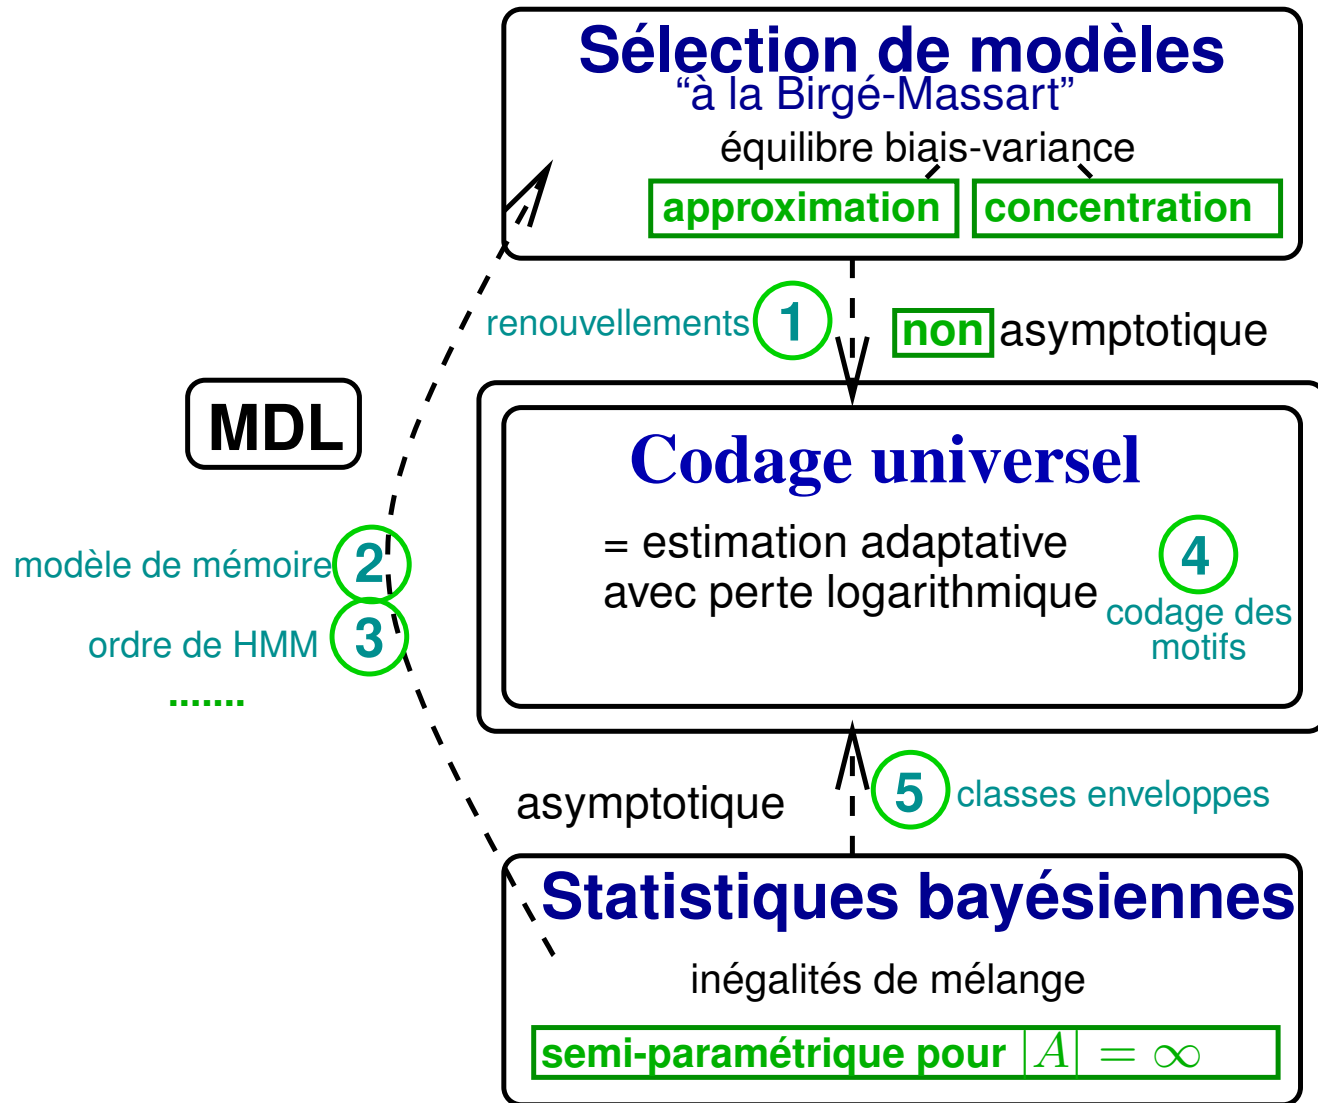 Sélection de modèles
“à la Birgé-Massart”
équilibre biais-variance
approximation concentration
renouvellements 1
non asymptotique
MDL
Codage universel
= estimation adaptative
avec perte logarithmique
4
codage des
motifs
modèle de mémoire 2
ordre de HMM 3
.......
asymptotique
5 classes enveloppes
Statistiques bayésiennes
inégalités de mélange
semi-paramétrique pour |A| = ∞